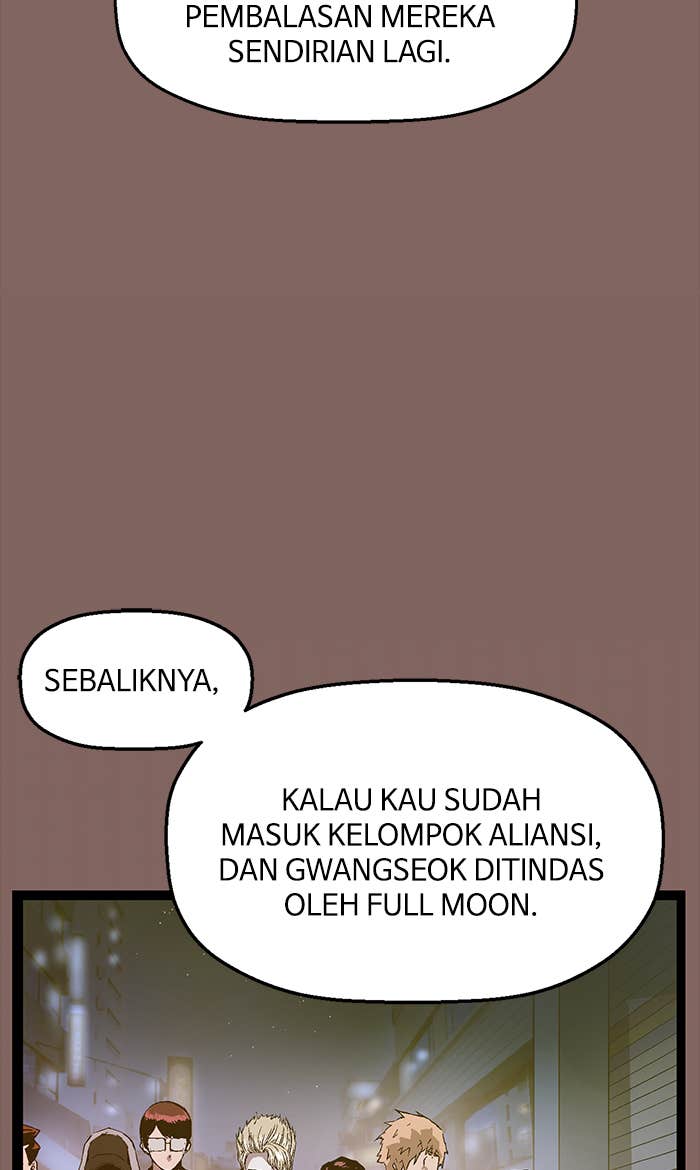 PEMBALASAN MEREKA
SENDIRIAN LAGI.
SEBALIKNYA,
KALAU KAU SUDAH
MASUK KELOMPOK ALIANSI,
DAN GWANGSEOK DITINDAS
OLEH FULL MOON.